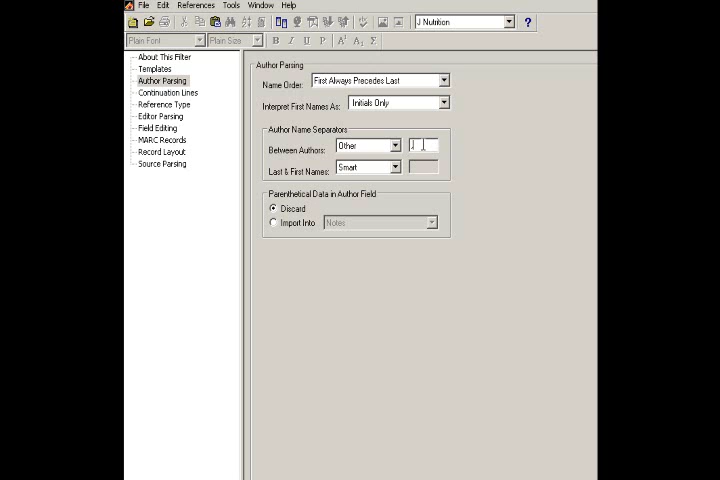 File Edit References Tools Window Help
J Nutrition ?
Plain Font Plain Size B I U P A¹ A₁ Σ
About This Filter
Templates
Author Parsing
Continuation Lines
Reference Type
Editor Parsing
Field Editing
MARC Records
Record Layout
Source Parsing
Author Parsing
Name Order: First Always Precedes Last
Interpret First Names As: Initials Only
Author Name Separators
Between Authors: Other
Last & First Names: Smart
Parenthetical Data in Author Field
Discard
Import Into Notes